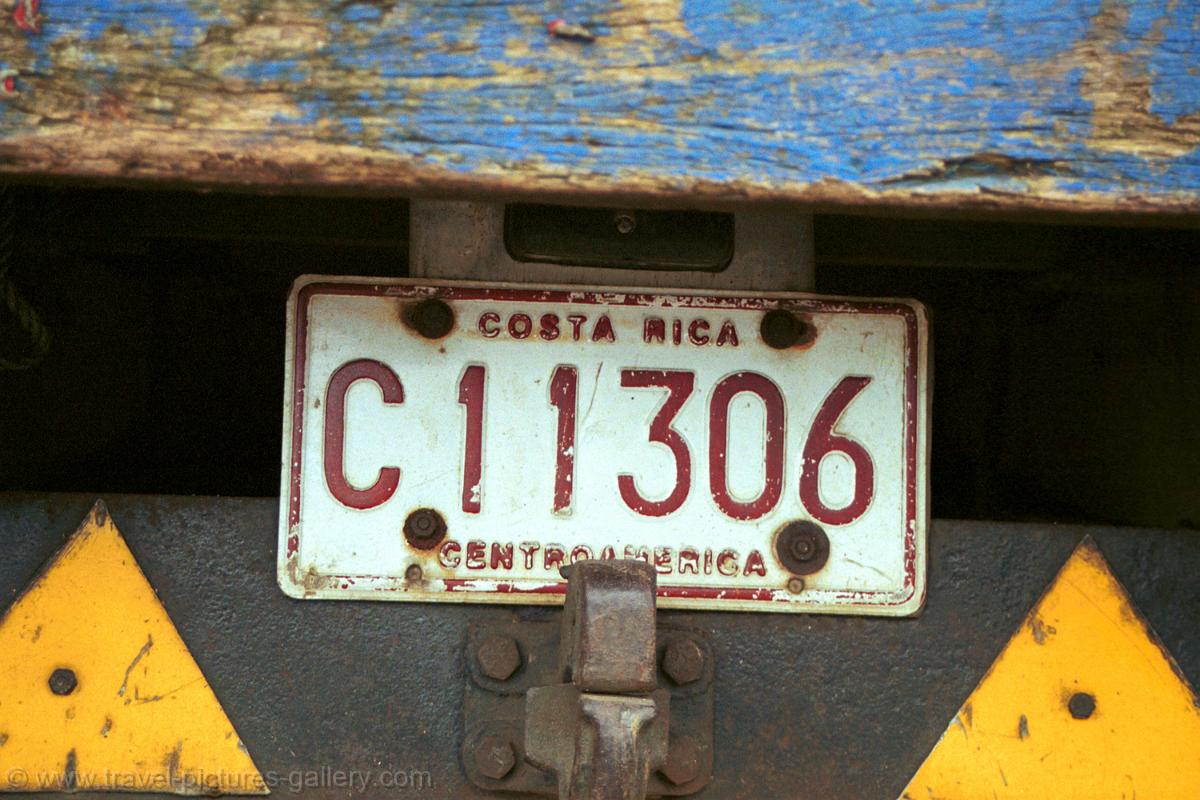 COSTA RICA
C 11306
CENTROAMERICA
© www.travel-pictures-gallery.com